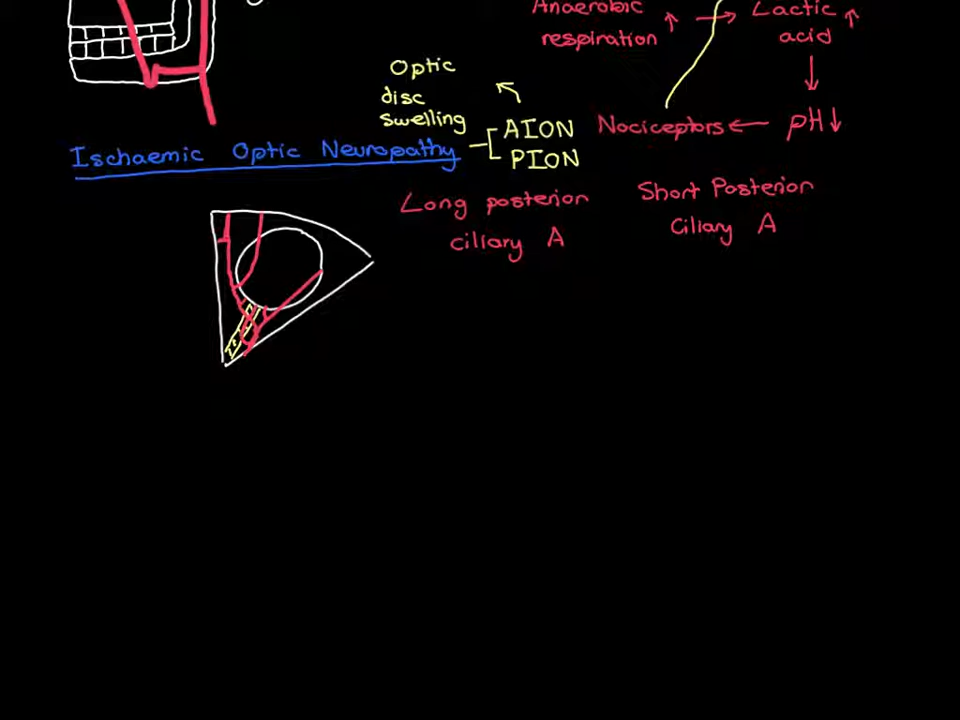 Anaerobic ↑ → Lactic ↑
respiration acid
↓
Optic
disc
swelling
Nociceptors ← pH↓
AION
PION
Ischaemic Optic Neuropathy
Long posterior
ciliary A
Short Posterior
Ciliary A